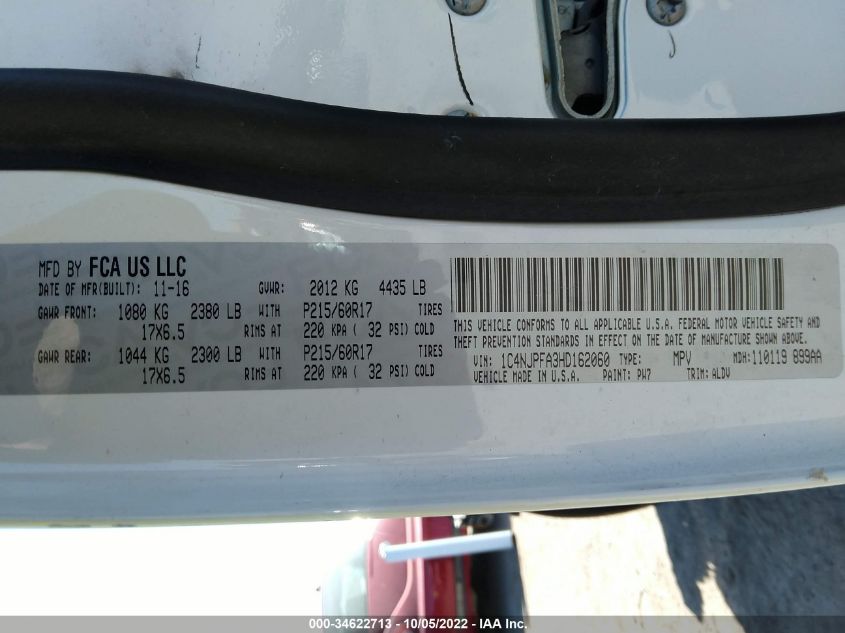 MFD BY FCA US LLC
DATE OF MFR(BUILT): 11-16 GVWR: 2012 KG 4435 LB
GAWR FRONT: 1080 KG 2380 LB WITH P215/60R17 TIRES
17X6.5 RIMS AT 220 KPA ( 32 PSI) COLD
GAWR REAR: 1044 KG 2300 LB WITH P215/60R17 TIRES
17X6.5 RIMS AT 220 KPA ( 32 PSI) COLD
THIS VEHICLE CONFORMS TO ALL APPLICABLE U.S.A. FEDERAL MOTOR VEHICLE SAFETY AND
THEFT PREVENTION STANDARDS IN EFFECT ON THE DATE OF MANUFACTURE SHOWN ABOVE.
VIN: 1C4NJPFA3HD162060 TYPE: MPV MDH: 110119 899AA
VEHICLE MADE IN U.S.A. PAINT: PW7 TRIM: ALDV
000-34622713 - 10/05/2022 - IAA Inc.